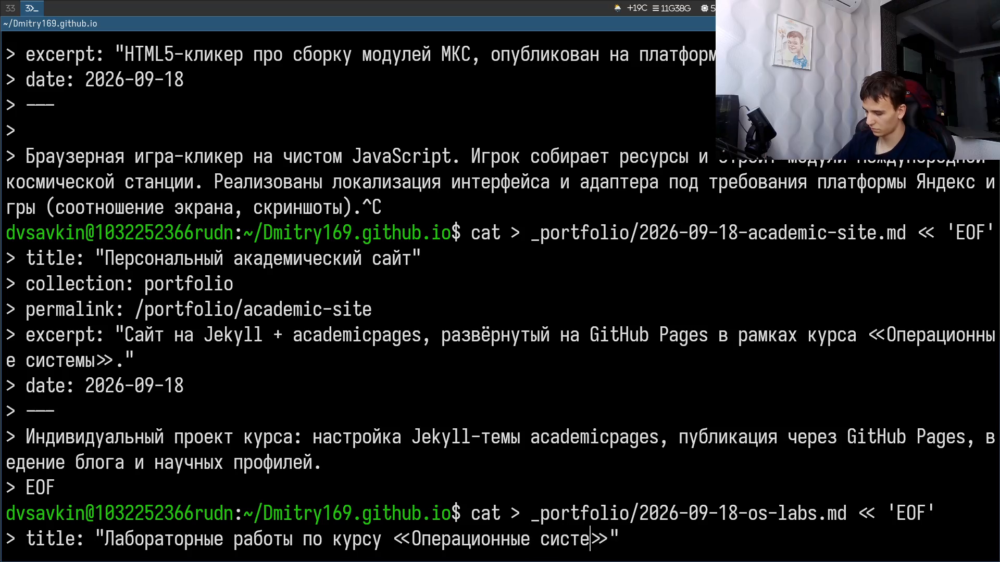 33 3>_ +19C 11G38G 5
~/Dmitry169.github.io
> excerpt: "HTML5-кликер про сборку модулей МКС, опубликован на платформ
> date: 2026-09-18
> ---
>
> Браузерная игра-кликер на чистом JavaScript. Игрок собирает ресурсы и строит модули Международной
космической станции. Реализованы локализация интерфейса и адаптера под требования платформы Яндекс и
гры (соотношение экрана, скриншоты).^C
dvsavkin@1032252366rudn:~/Dmitry169.github.io$ cat > _portfolio/2026-09-18-academic-site.md << 'EOF'
> title: "Персональный академический сайт"
> collection: portfolio
> permalink: /portfolio/academic-site
> excerpt: "Сайт на Jekyll + academicpages, развёрнутый на GitHub Pages в рамках курса <<Операционны
е системы>>."
> date: 2026-09-18
> ---
> Индивидуальный проект курса: настройка Jekyll-темы academicpages, публикация через GitHub Pages, в
едение блога и научных профилей.
> EOF
dvsavkin@1032252366rudn:~/Dmitry169.github.io$ cat > _portfolio/2026-09-18-os-labs.md << 'EOF'
> title: "Лабораторные работы по курсу <<Операционные систе>>"